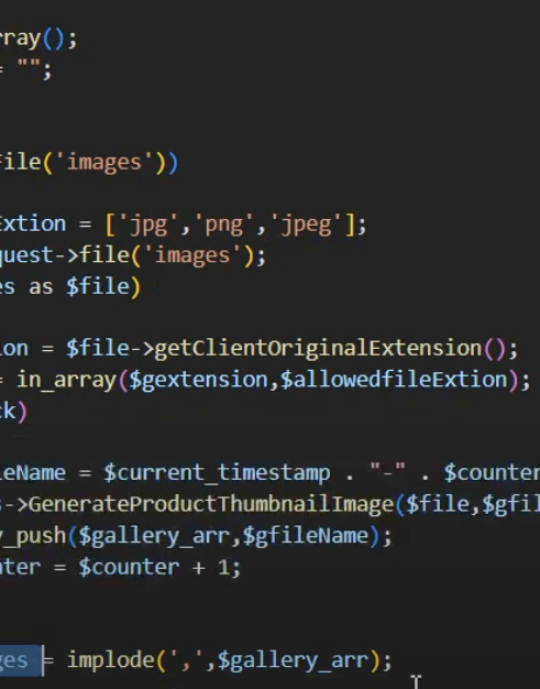 rray();
= "";
File('images'))
Extion = ['jpg','png','jpeg'];
quest->file('images');
es as $file)
ion = $file->getClientOriginalExtension();
= in_array($gextension,$allowedfileExtion);
ck)
leName = $current_timestamp . "-" . $counter
s->GenerateProductThumbnailImage($file,$gfil
y_push($gallery_arr,$gfileName);
nter = $counter + 1;
ges = implode(',',$gallery_arr);